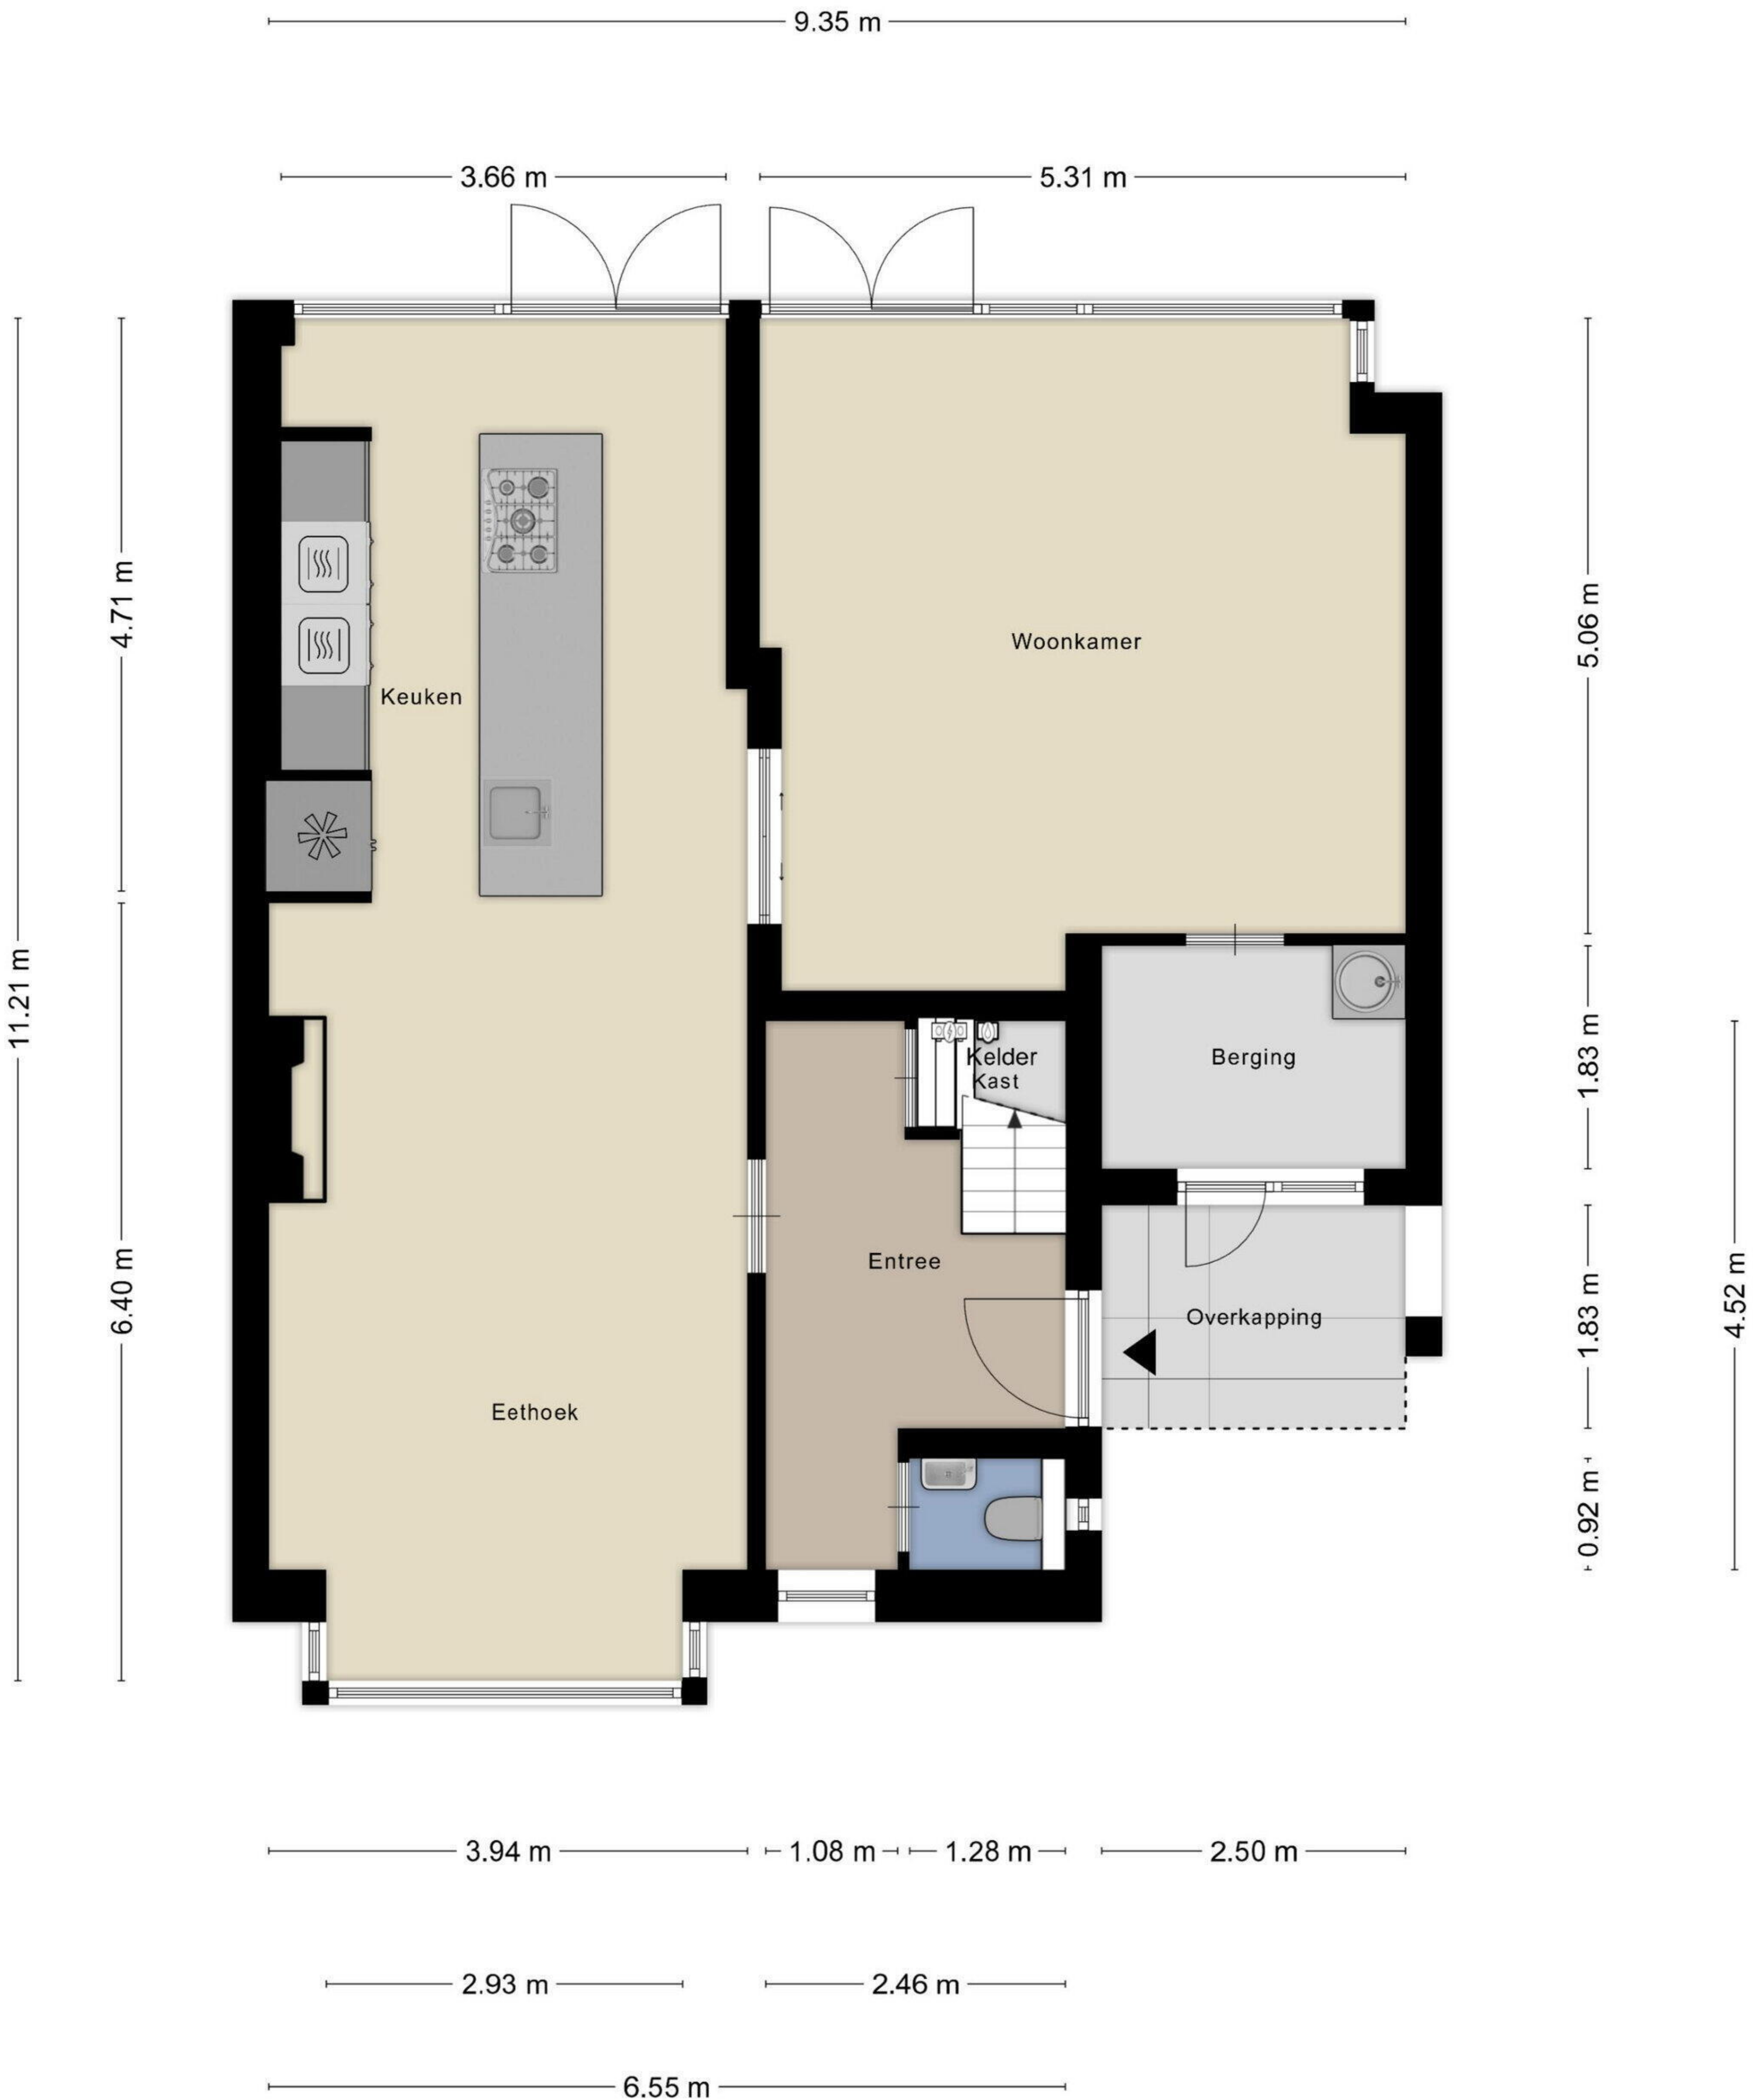 9.35 m
3.66 m
5.31 m
4.71 m
5.06 m
Woonkamer
Keuken
11.21 m
1.83 m
Kelder
Kast
Berging
6.40 m
Entree
Overkapping
1.83 m
4.52 m
Eethoek
0.92 m
3.94 m
1.08 m
1.28 m
2.50 m
2.93 m
2.46 m
6.55 m